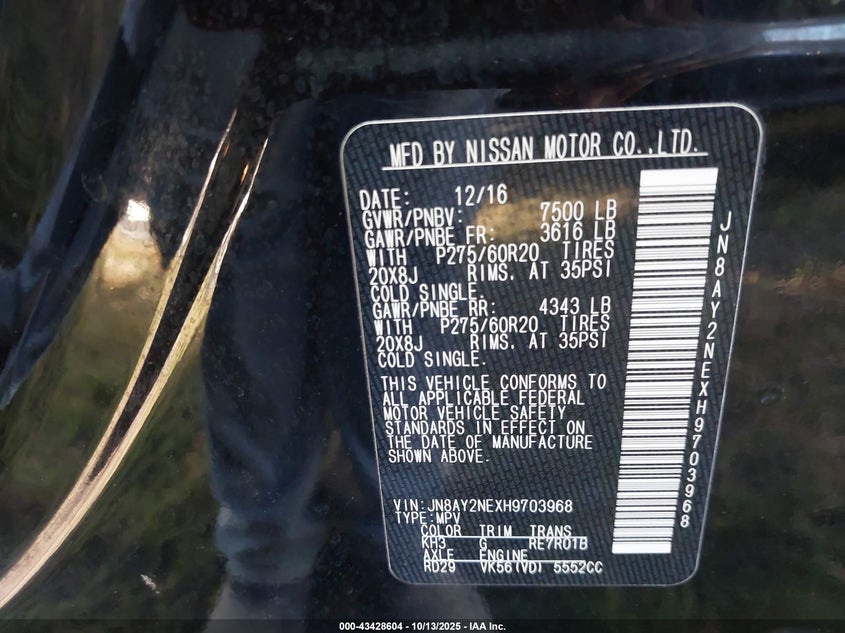 MFD BY NISSAN MOTOR CO.,LTD.
DATE: 12/16
GVWR/PNBV: 7500 LB
GAWR/PNBE FR: 3616 LB
WITH P275/60R20 TIRES
20X8J RIMS. AT 35PSI
COLD SINGLE.
GAWR/PNBE RR: 4343 LB
WITH P275/60R20 TIRES
20X8J RIMS. AT 35PSI
COLD SINGLE.
THIS VEHICLE CONFORMS TO
ALL APPLICABLE FEDERAL
MOTOR VEHICLE SAFETY
STANDARDS IN EFFECT ON
THE DATE OF MANUFACTURE
SHOWN ABOVE.
VIN:JN8AY2NEXH9703968
TYPE:MPV
COLOR TRIM TRANS
KH3 G RE7R01B
AXLE ENGINE
RD29 VK56(VD) 5552CC
JN8AY2NEXH9703968
000-43428604 - 10/13/2025 - IAA Inc.